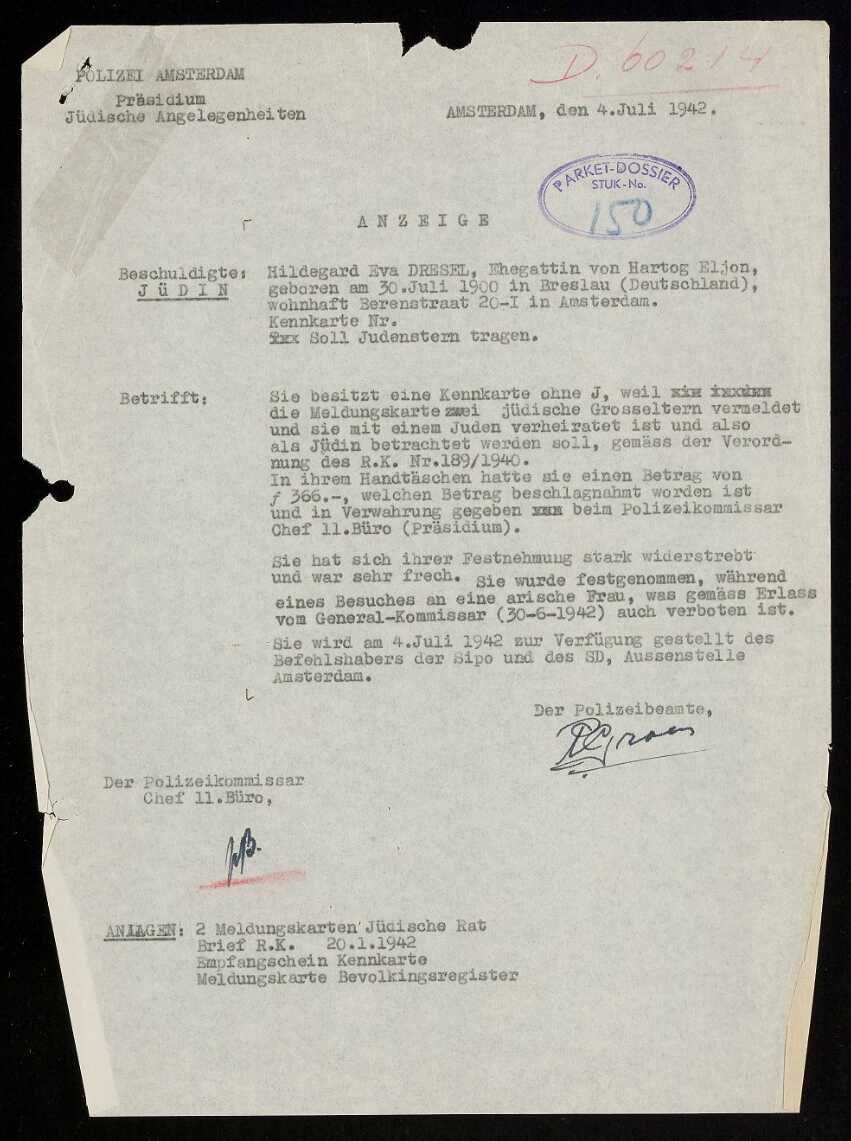 D. 60214
POLIZEI AMSTERDAM
Präsidium
Jüdische Angelegenheiten
AMSTERDAM, den 4.Juli 1942.
PARKET-DOSSIER
STUK-No.
150
A N Z E I G E
Beschuldigte: Hildegard Eva DRESEL, Ehegattin von Hartog Eljon,
J Ü D I N geboren am 30.Juli 1900 in Breslau (Deutschland),
wohnhaft Berenstraat 20-I in Amsterdam.
Kennkarte Nr.
Soll Judenstern tragen.
Betrifft: Sie besitzt eine Kennkarte ohne J, weil
die Meldungskarte zwei jüdische Grosseltern vermeldet
und sie mit einem Juden verheiratet ist und also
als Jüdin betrachtet werden soll, gemäss der Verord-
nung des R.K. Nr.189/1940.
In ihrem Handtäschen hatte sie einen Betrag von
ƒ 366.-, welchen Betrag beschlagnahmt worden ist
und in Verwahrung gegeben beim Polizeikommissar
Chef 11.Büro (Präsidium).
Sie hat sich ihrer Festnehmung stark widerstrebt
und war sehr frech. Sie wurde festgenommen, während
eines Besuches an eine arische Frau, was gemäss Erlass
vom General-Kommissar (30-6-1942) auch verboten ist.
Sie wird am 4.Juli 1942 zur Verfügung gestellt des
Befehlshabers der Sipo und des SD, Aussenstelle
Amsterdam.
Der Polizeibeamte,
Der Polizeikommissar
Chef 11.Büro,
ANLAGEN: 2 Meldungskarten Jüdische Rat
Brief R.K. 20.1.1942
Empfangschein Kennkarte
Meldungskarte Bevolkingsregister